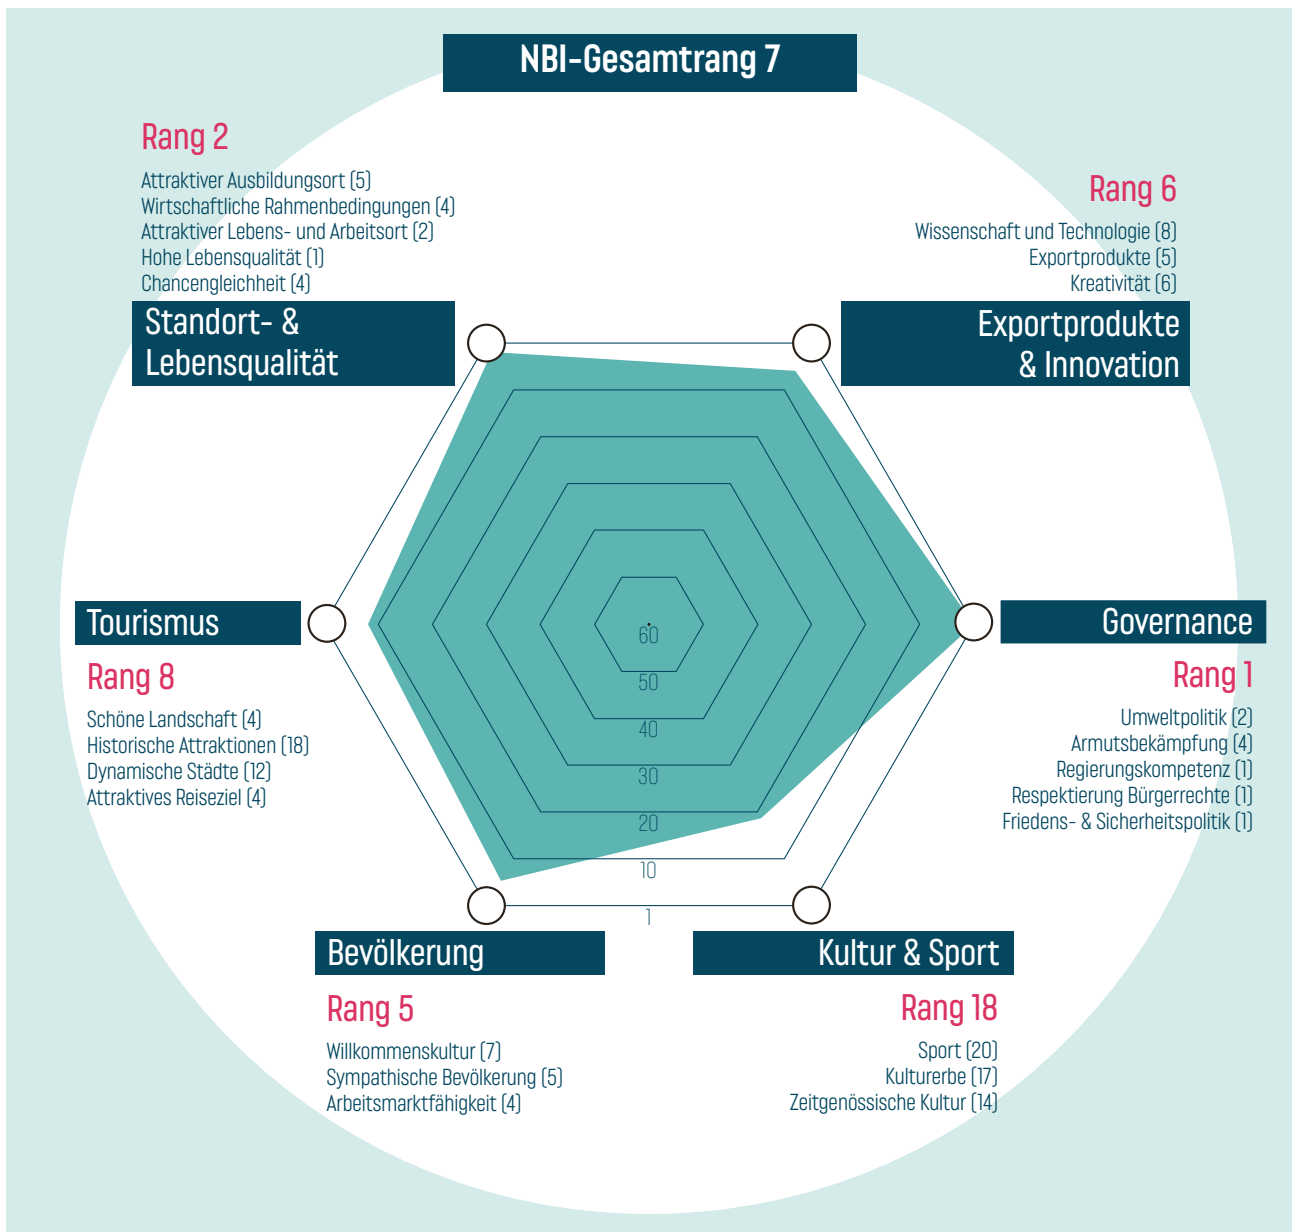 NBI-Gesamtrang 7
Rang 2
Attraktiver Ausbildungsort (5)
Wirtschaftliche Rahmenbedingungen (4)
Attraktiver Lebens- und Arbeitsort (2)
Hohe Lebensqualität (1)
Chancengleichheit (4)
Standort- &
Lebensqualität
Rang 6
Wissenschaft und Technologie (8)
Exportprodukte (5)
Kreativität (6)
Exportprodukte
& Innovation
Tourismus
Rang 8
Schöne Landschaft (4)
Historische Attraktionen (18)
Dynamische Städte (12)
Attraktives Reiseziel (4)
60
50
40
30
20
10
1
Governance
Rang 1
Umweltpolitik (2)
Armutsbekämpfung (4)
Regierungskompetenz (1)
Respektierung Bürgerrechte (1)
Friedens- & Sicherheitspolitik (1)
Bevölkerung
Rang 5
Willkommenskultur (7)
Sympathische Bevölkerung (5)
Arbeitsmarktfähigkeit (4)
Kultur & Sport
Rang 18
Sport (20)
Kulturerbe (17)
Zeitgenössische Kultur (14)